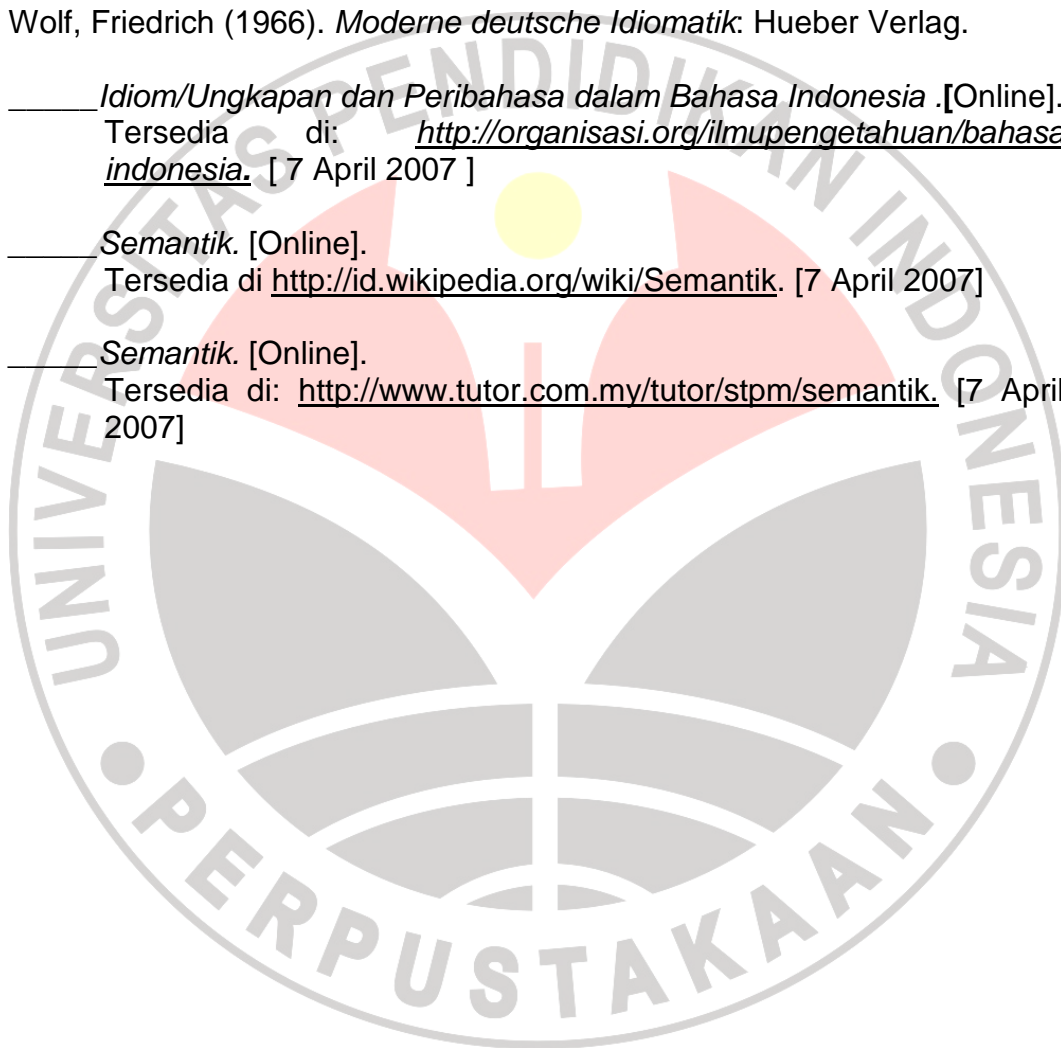 Wolf, Friedrich (1966). Moderne deutsche Idiomatik: Hueber Verlag.
_____Idiom/Ungkapan dan Peribahasa dalam Bahasa Indonesia .[Online].
Tersedia di: http://organisasi.org/ilmupengetahuan/bahasa
indonesia. [ 7 April 2007 ]
_____Semantik. [Online].
Tersedia di http://id.wikipedia.org/wiki/Semantik. [7 April 2007]
_____Semantik. [Online].
Tersedia di: http://www.tutor.com.my/tutor/stpm/semantik. [7 April
2007]
UNIVERSITAS PENDIDIKAN INDONESIA
PERPUSTAKAAN